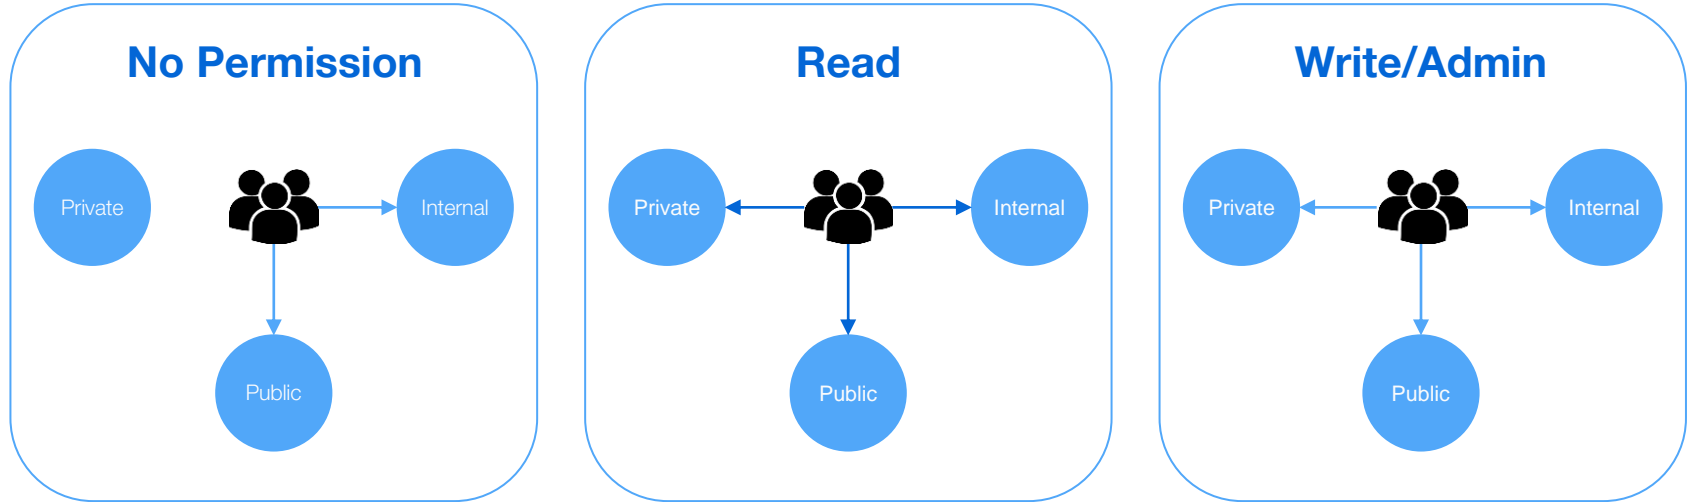 No Permission
Private
Internal
Public
Read
Private
Internal
Public
Write/Admin
Private
Internal
Public